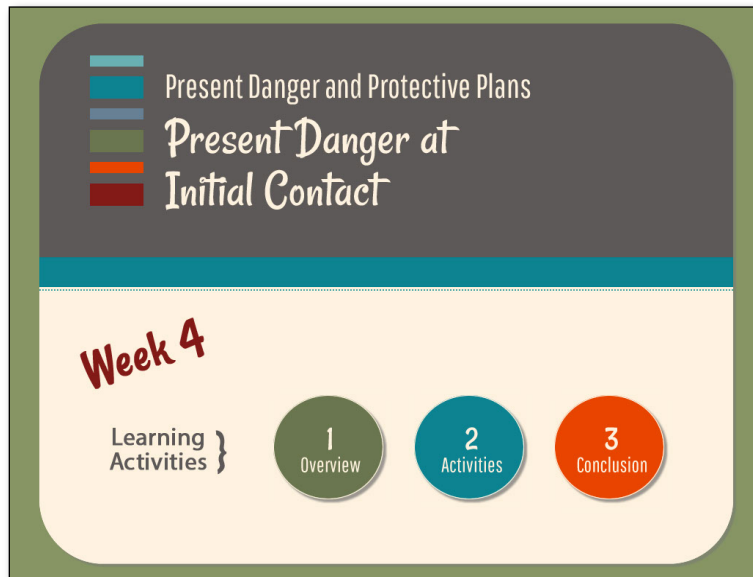 Present Danger and Protective Plans
Present Danger at
Initial Contact
Week 4
Learning
Activities }
1
Overview
2
Activities
3
Conclusion